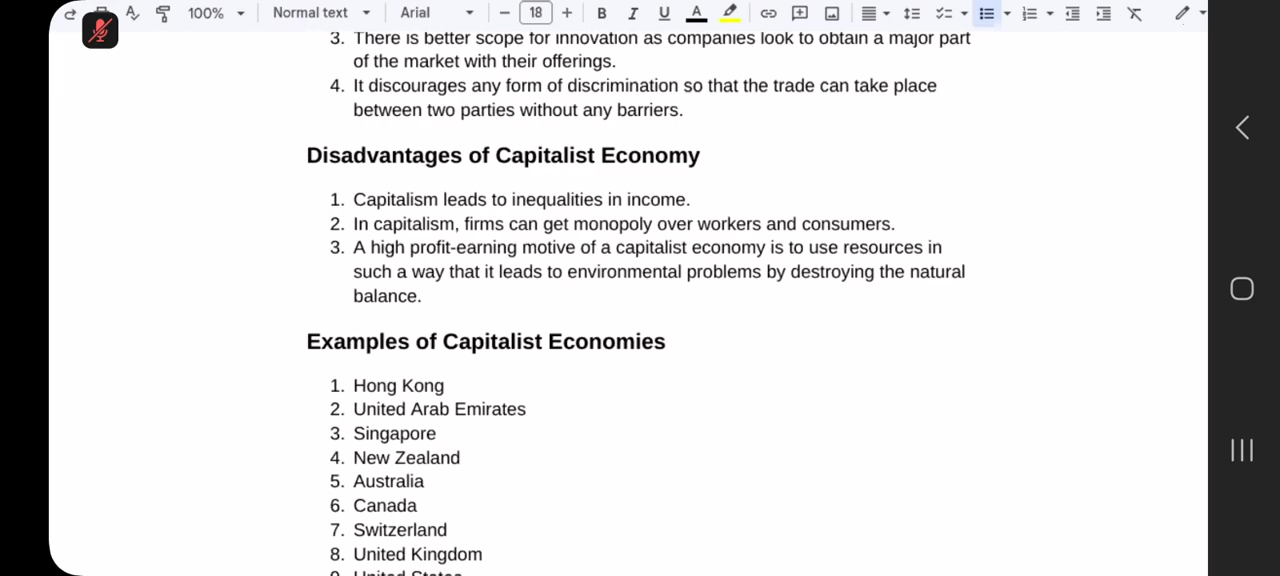 100% Normal text Arial 18 B I U A
3. There is better scope for innovation as companies look to obtain a major part
of the market with their offerings.
4. It discourages any form of discrimination so that the trade can take place
between two parties without any barriers.
Disadvantages of Capitalist Economy
1. Capitalism leads to inequalities in income.
2. In capitalism, firms can get monopoly over workers and consumers.
3. A high profit-earning motive of a capitalist economy is to use resources in
such a way that it leads to environmental problems by destroying the natural
balance.
Examples of Capitalist Economies
1. Hong Kong
2. United Arab Emirates
3. Singapore
4. New Zealand
5. Australia
6. Canada
7. Switzerland
8. United Kingdom
9. United States